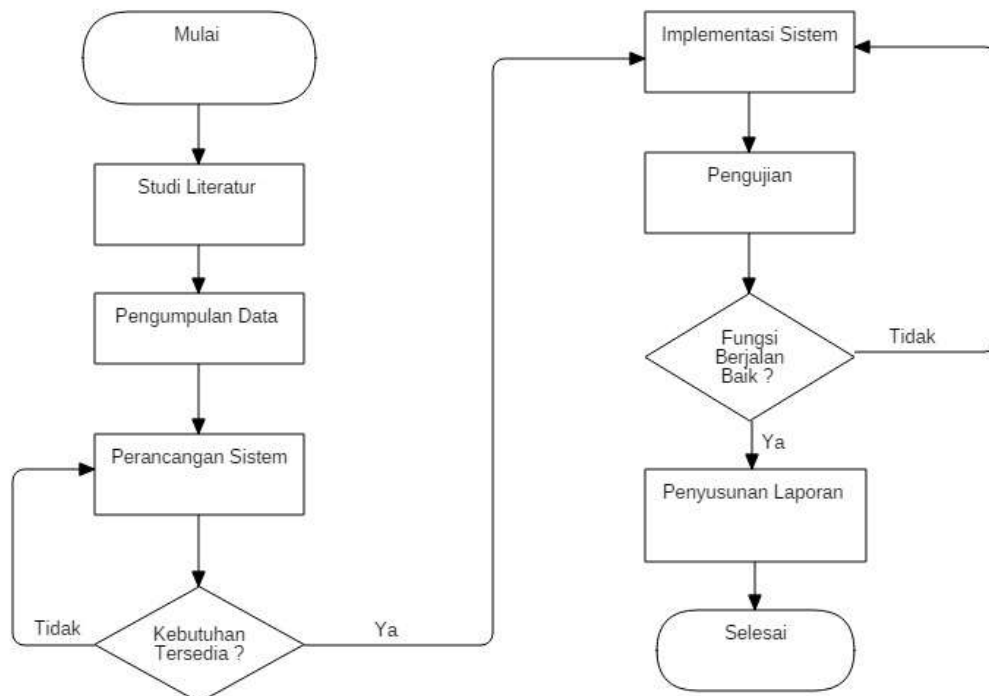 Mulai
Studi Literatur
Pengumpulan Data
Perancangan Sistem
Kebutuhan
Tersedia ?
Tidak
Ya
Implementasi Sistem
Pengujian
Fungsi
Berjalan
Baik ?
Tidak
Ya
Penyusunan Laporan
Selesai